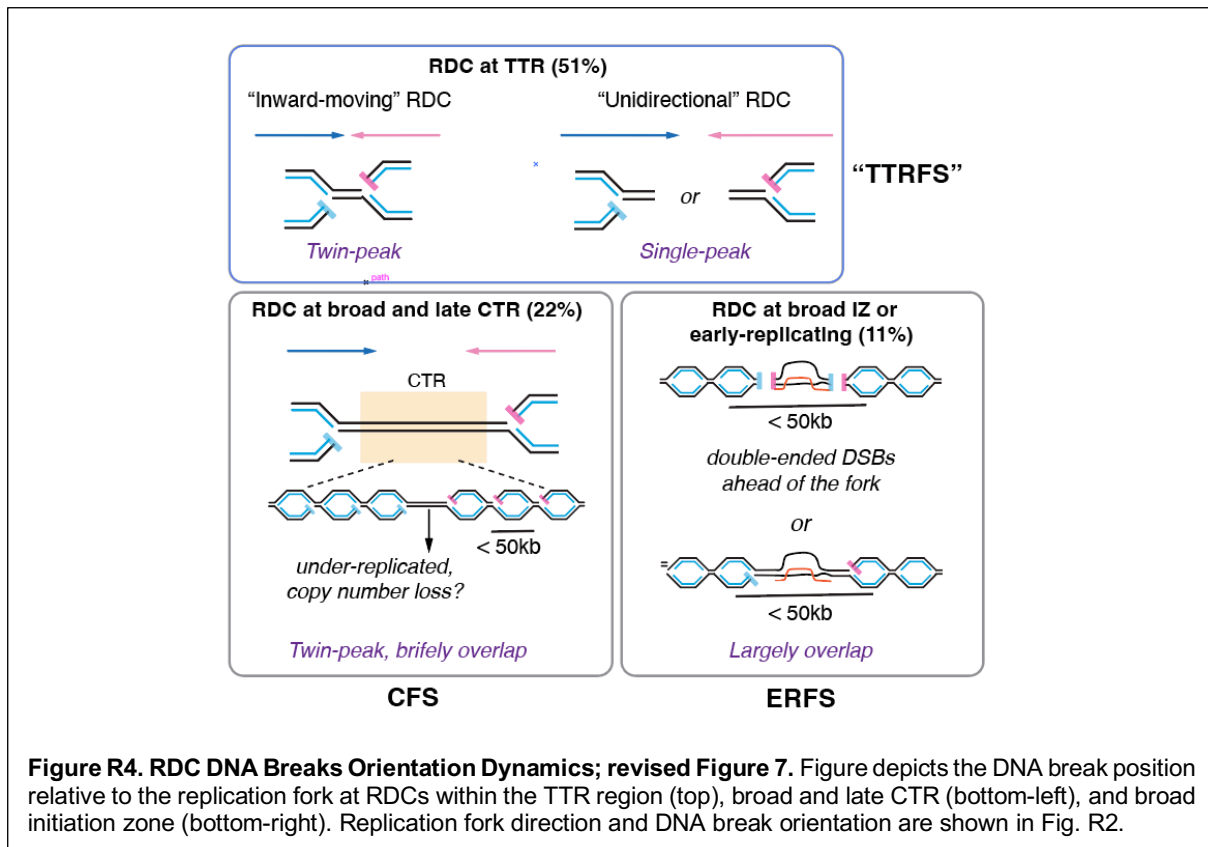 RDC at TTR (51%)
“Inward-moving” RDC
“Unidirectional” RDC
or
Twin-peak
Single-peak
“TTRFS”
path
RDC at broad and late CTR (22%)
CTR
< 50kb
under-replicated,
copy number loss?
Twin-peak, brifely overlap
CFS
RDC at broad IZ or
early-replicating (11%)
< 50kb
double-ended DSBs
ahead of the fork
or
< 50kb
Largely overlap
ERFS
Figure R4. RDC DNA Breaks Orientation Dynamics; revised Figure 7. Figure depicts the DNA break position
relative to the replication fork at RDCs within the TTR region (top), broad and late CTR (bottom-left), and broad
initiation zone (bottom-right). Replication fork direction and DNA break orientation are shown in Fig. R2.